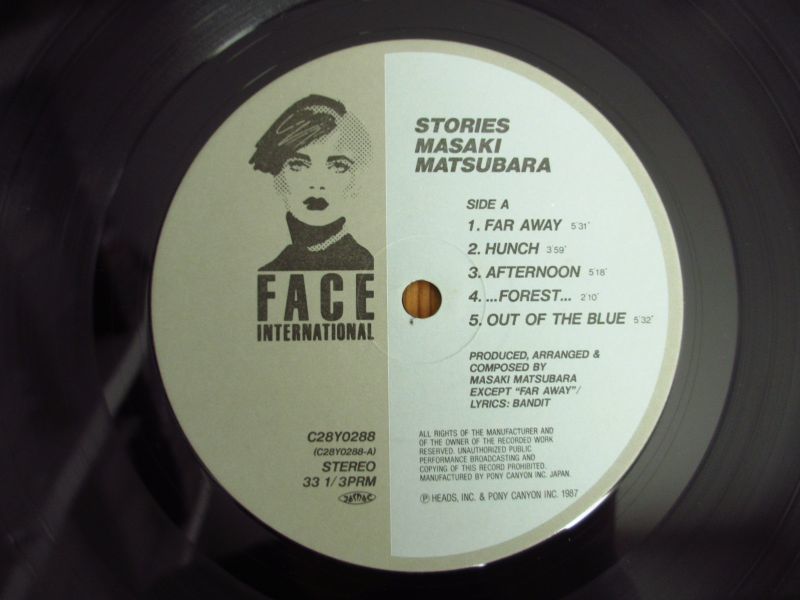 STORIES
MASAKI
MATSUBARA
SIDE A
1. FAR AWAY 5'31"
2. HUNCH 3'59"
3. AFTERNOON 5'18"
4. ...FOREST... 2'10"
5. OUT OF THE BLUE 5'32"
PRODUCED, ARRANGED &
COMPOSED BY
MASAKI MATSUBARA
EXCEPT "FAR AWAY"/
LYRICS: BANDIT
ALL RIGHTS OF THE MANUFACTURER AND
OF THE OWNER OF THE RECORDED WORK
RESERVED. UNAUTHORIZED PUBLIC
PERFORMANCE BROADCASTING AND
COPYING OF THIS RECORD PROHIBITED.
MANUFACTURED BY PONY CANYON INC. JAPAN.
Ⓟ HEADS, INC. & PONY CANYON INC. 1987
FACE
INTERNATIONAL
C28Y0288
(C28Y0288-A)
STEREO
33 1/3PRM
JASRAC